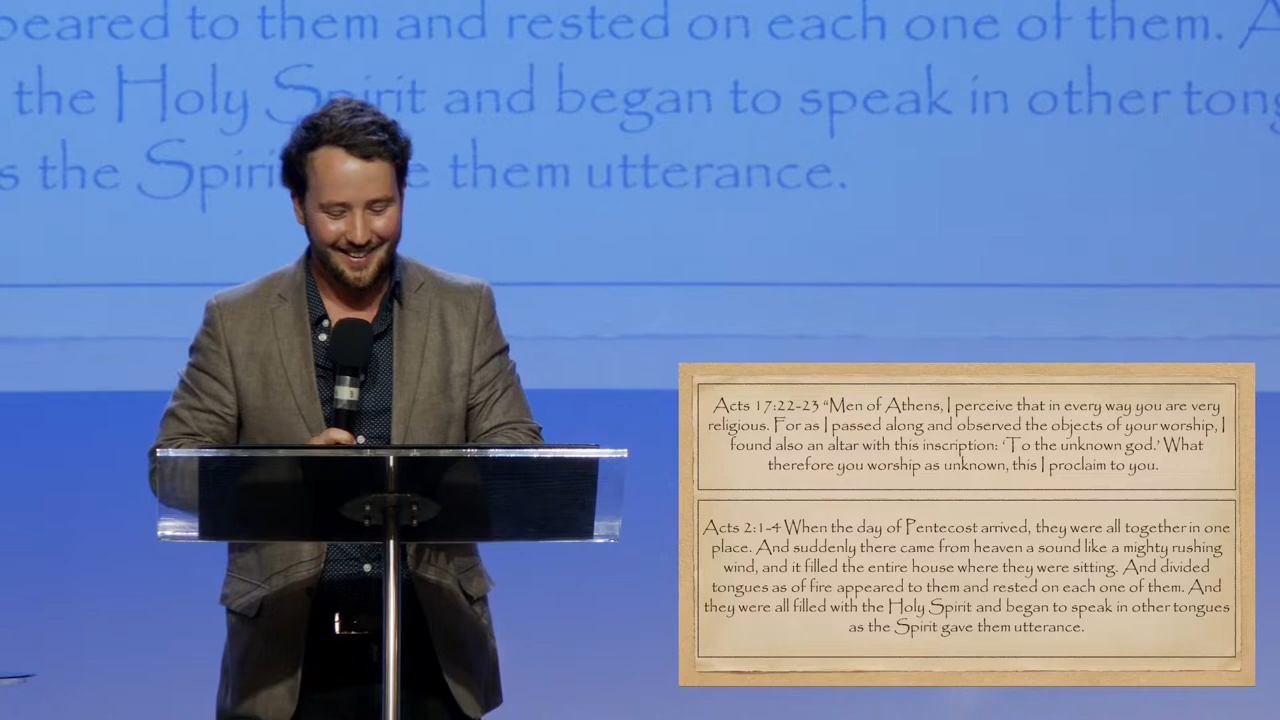 peared to them and rested on each one of them. A
the Holy Spirit and began to speak in other tong
s the Spiri e them utterance.
Acts 17:22-23 “Men of Athens, I perceive that in every way you are very
religious. For as I passed along and observed the objects of your worship, I
found also an altar with this inscription: ‘To the unknown god.’ What
therefore you worship as unknown, this I proclaim to you.
Acts 2:1-4 When the day of Pentecost arrived, they were all together in one
place. And suddenly there came from heaven a sound like a mighty rushing
wind, and it filled the entire house where they were sitting. And divided
tongues as of fire appeared to them and rested on each one of them. And
they were all filled with the Holy Spirit and began to speak in other tongues
as the Spirit gave them utterance.